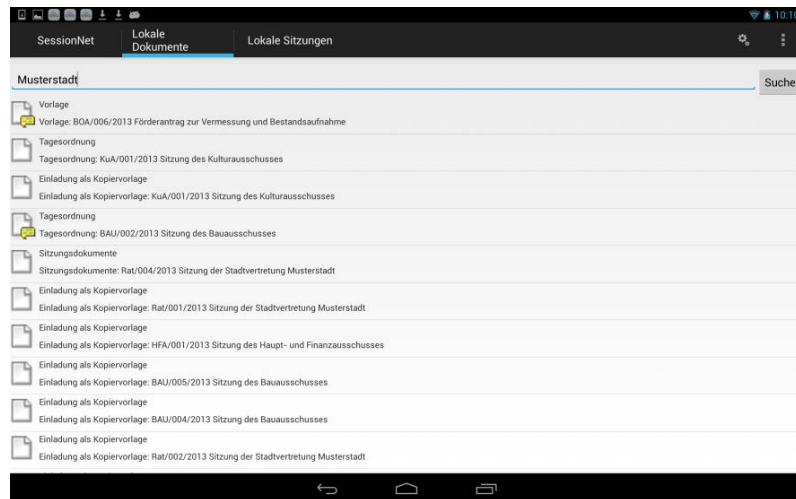 10:10
SessionNet
Lokale
Dokumente
Lokale Sitzungen
Musterstadt
Suche
Vorlage
Vorlage: BOA/006/2013 Förderantrag zur Vermessung und Bestandsaufnahme
Tagesordnung
Tagesordnung: KuA/001/2013 Sitzung des Kulturausschusses
Einladung als Kopiervorlage
Einladung als Kopiervorlage: KuA/001/2013 Sitzung des Kulturausschusses
Tagesordnung
Tagesordnung: BAU/002/2013 Sitzung des Bauausschusses
Sitzungsdokumente
Sitzungsdokumente: Rat/004/2013 Sitzung der Stadtvertretung Musterstadt
Einladung als Kopiervorlage
Einladung als Kopiervorlage: Rat/001/2013 Sitzung der Stadtvertretung Musterstadt
Einladung als Kopiervorlage
Einladung als Kopiervorlage: HFA/001/2013 Sitzung des Haupt- und Finanzausschusses
Einladung als Kopiervorlage
Einladung als Kopiervorlage: BAU/005/2013 Sitzung des Bauausschusses
Einladung als Kopiervorlage
Einladung als Kopiervorlage: BAU/004/2013 Sitzung des Bauausschusses
Einladung als Kopiervorlage
Einladung als Kopiervorlage: Rat/002/2013 Sitzung der Stadtvertretung Musterstadt